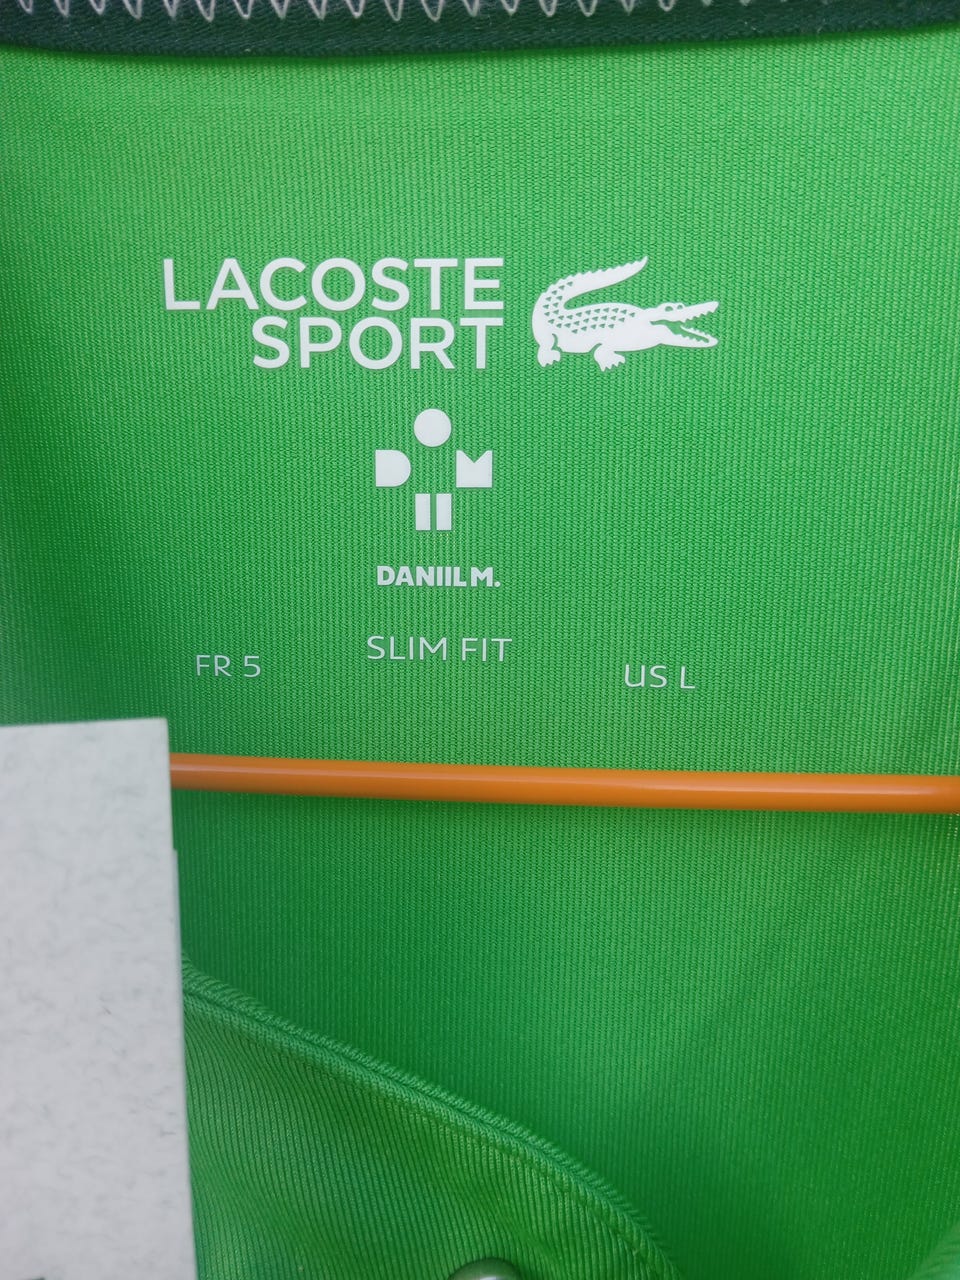 LACOSTE
SPORT
D M
DANIIL M.
SLIM FIT
FR 5
US L